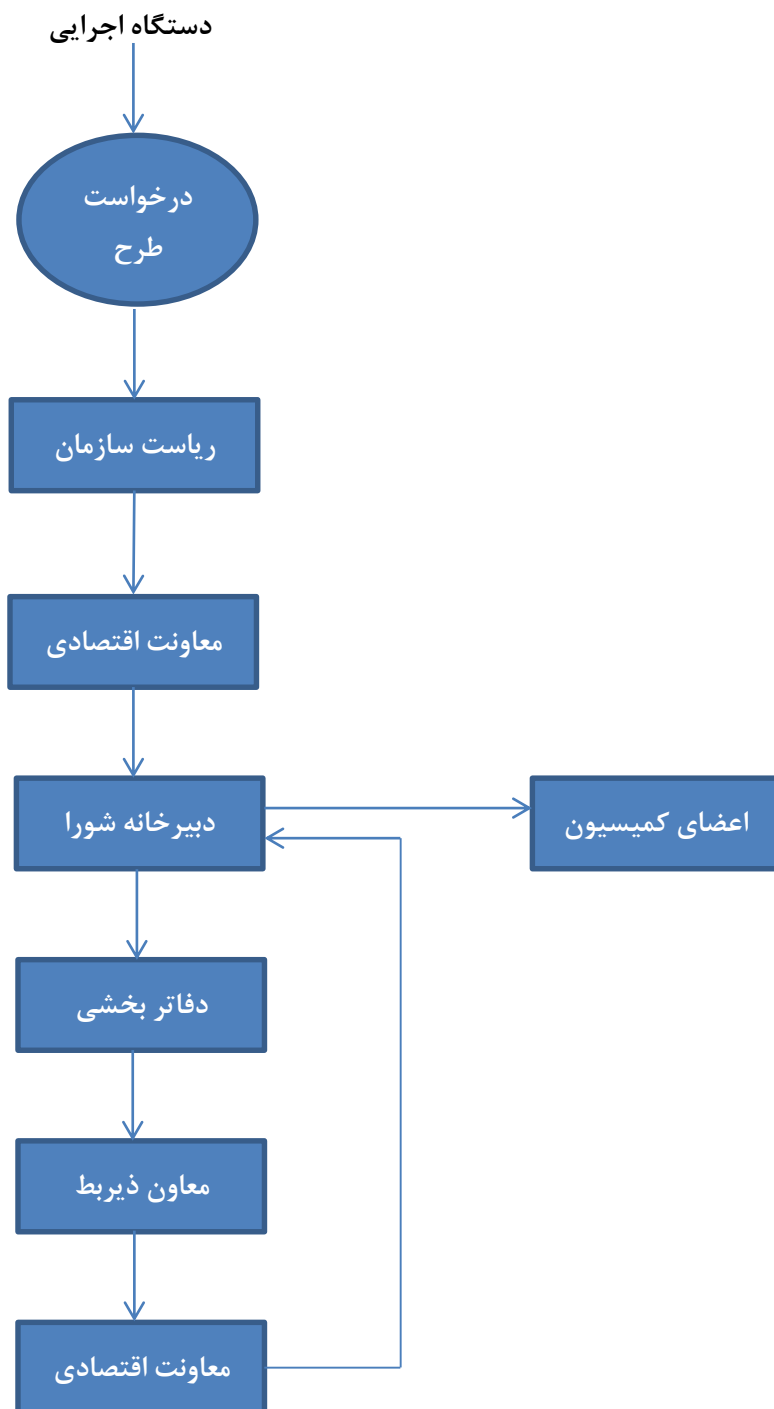 دستگاه اجرایی
درخواست
طرح
ریاست سازمان
معاونت اقتصادی
دبیرخانه شورا
اعضای کمیسیون
دفاتر بخشی
معاون ذیربط
معاونت اقتصادی